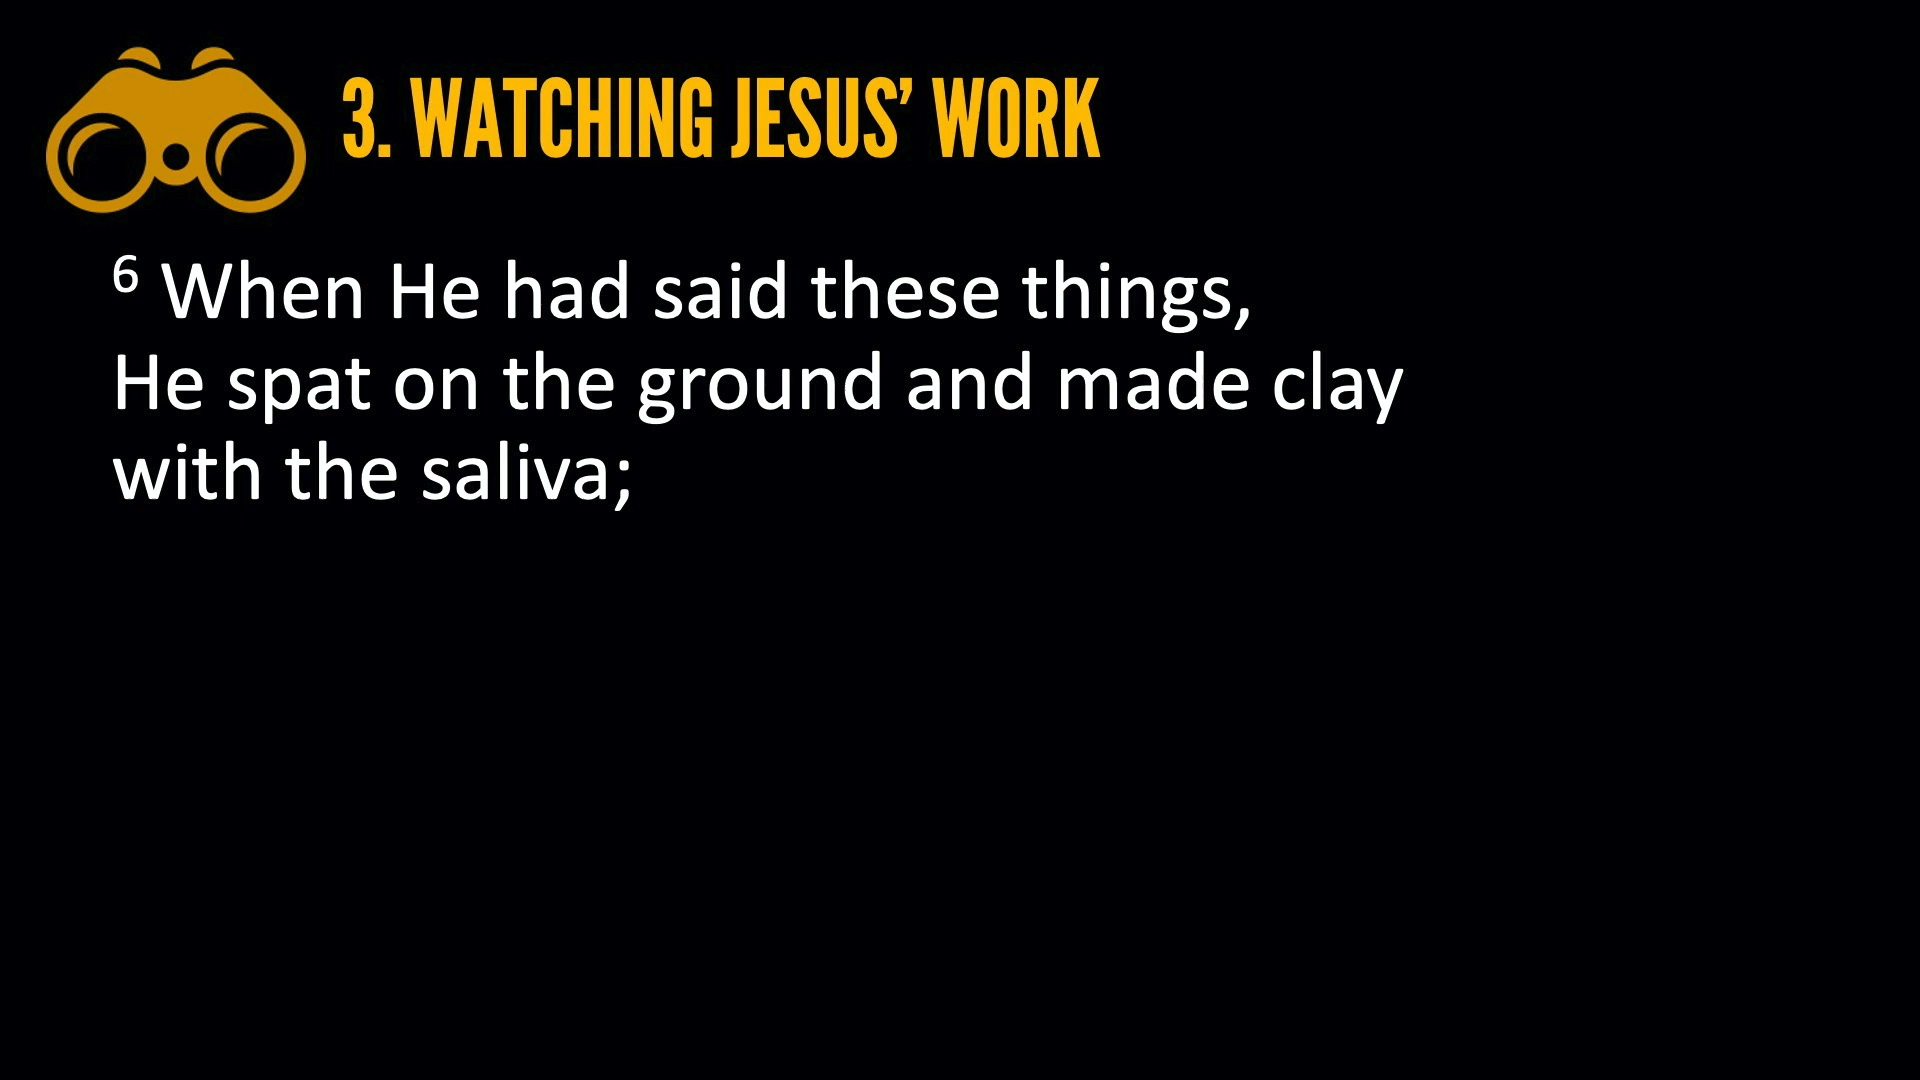 3. WATCHING JESUS’ WORK
6 When He had said these things,
He spat on the ground and made clay
with the saliva;